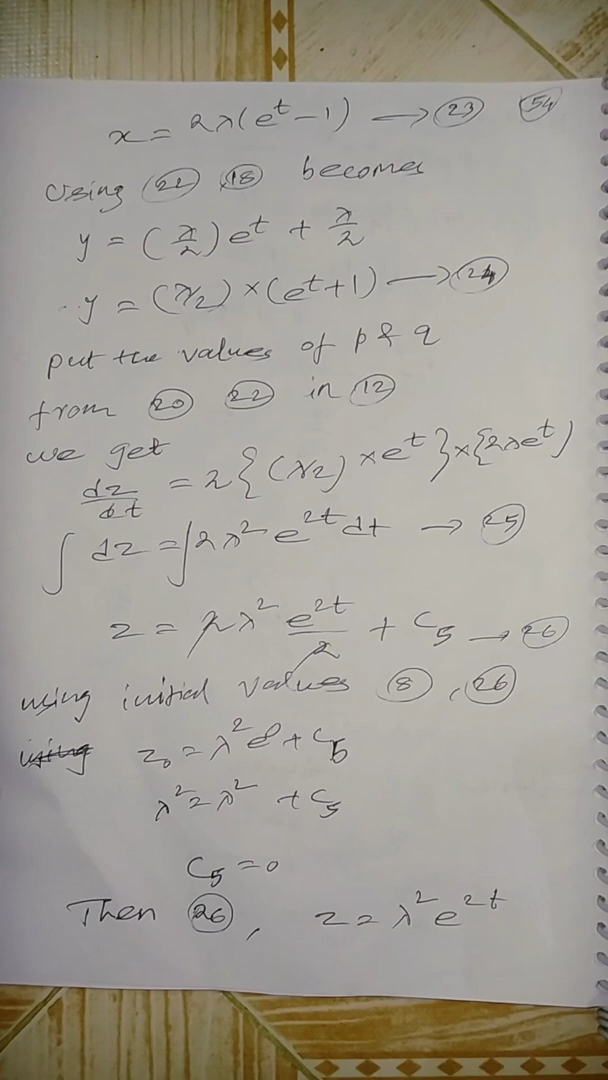 x = 2λ(e^t − 1) → (23) (54)
Using (22) (18) becomes
y = (λ/2) e^t + λ/2
y = (λ/2) × (e^t + 1) → (24)
put the values of p & q
from (20) (22) in (12)
we get
dz/dt = 2 { (λ/2) × e^t } × {2λe^t)
∫ dz = ∫ 2λ² e^2t dt → (25)
z = 2λ² e^2t/2 + C5 → (26)
using initial values (8), (26)
using z0 = λ² e^0 + C5
λ² = λ² + C5
C5 = 0
Then (26), z = λ² e^2t